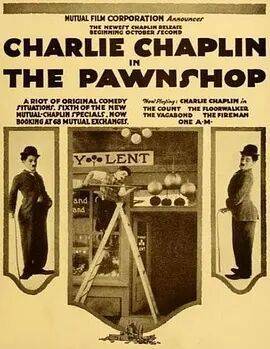 MUTUAL FILM CORPORATION Announces
THE NEWEST CHAPLIN RELEASE
BEGINNING OCTOBER SECOND
CHARLIE CHAPLIN
IN
THE PAWNSHOP
A RIOT OF ORIGINAL COMEDY
SITUATIONS. SIXTH OF THE NEW
MUTUAL-CHAPLIN SPECIALS, NOW
BOOKING AT 68 MUTUAL EXCHANGES.
Now Playing: CHARLIE CHAPLIN in
THE COUNT THE FLOORWALKER
THE VAGABOND THE FIREMAN
ONE A·M·
Y LENT